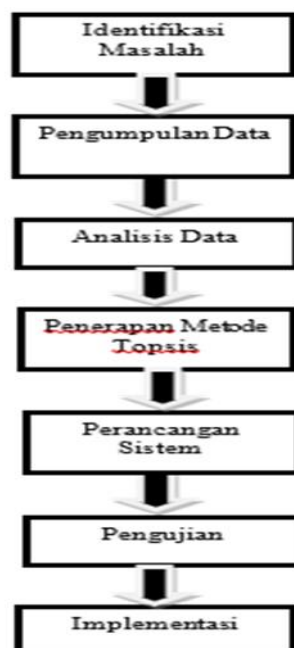 Identifikasi
Masalah
Pengumpulan Data
Analisis Data
Penerapan Metode
Topsis
Perancangan
Sistem
Pengujian
Implementasi